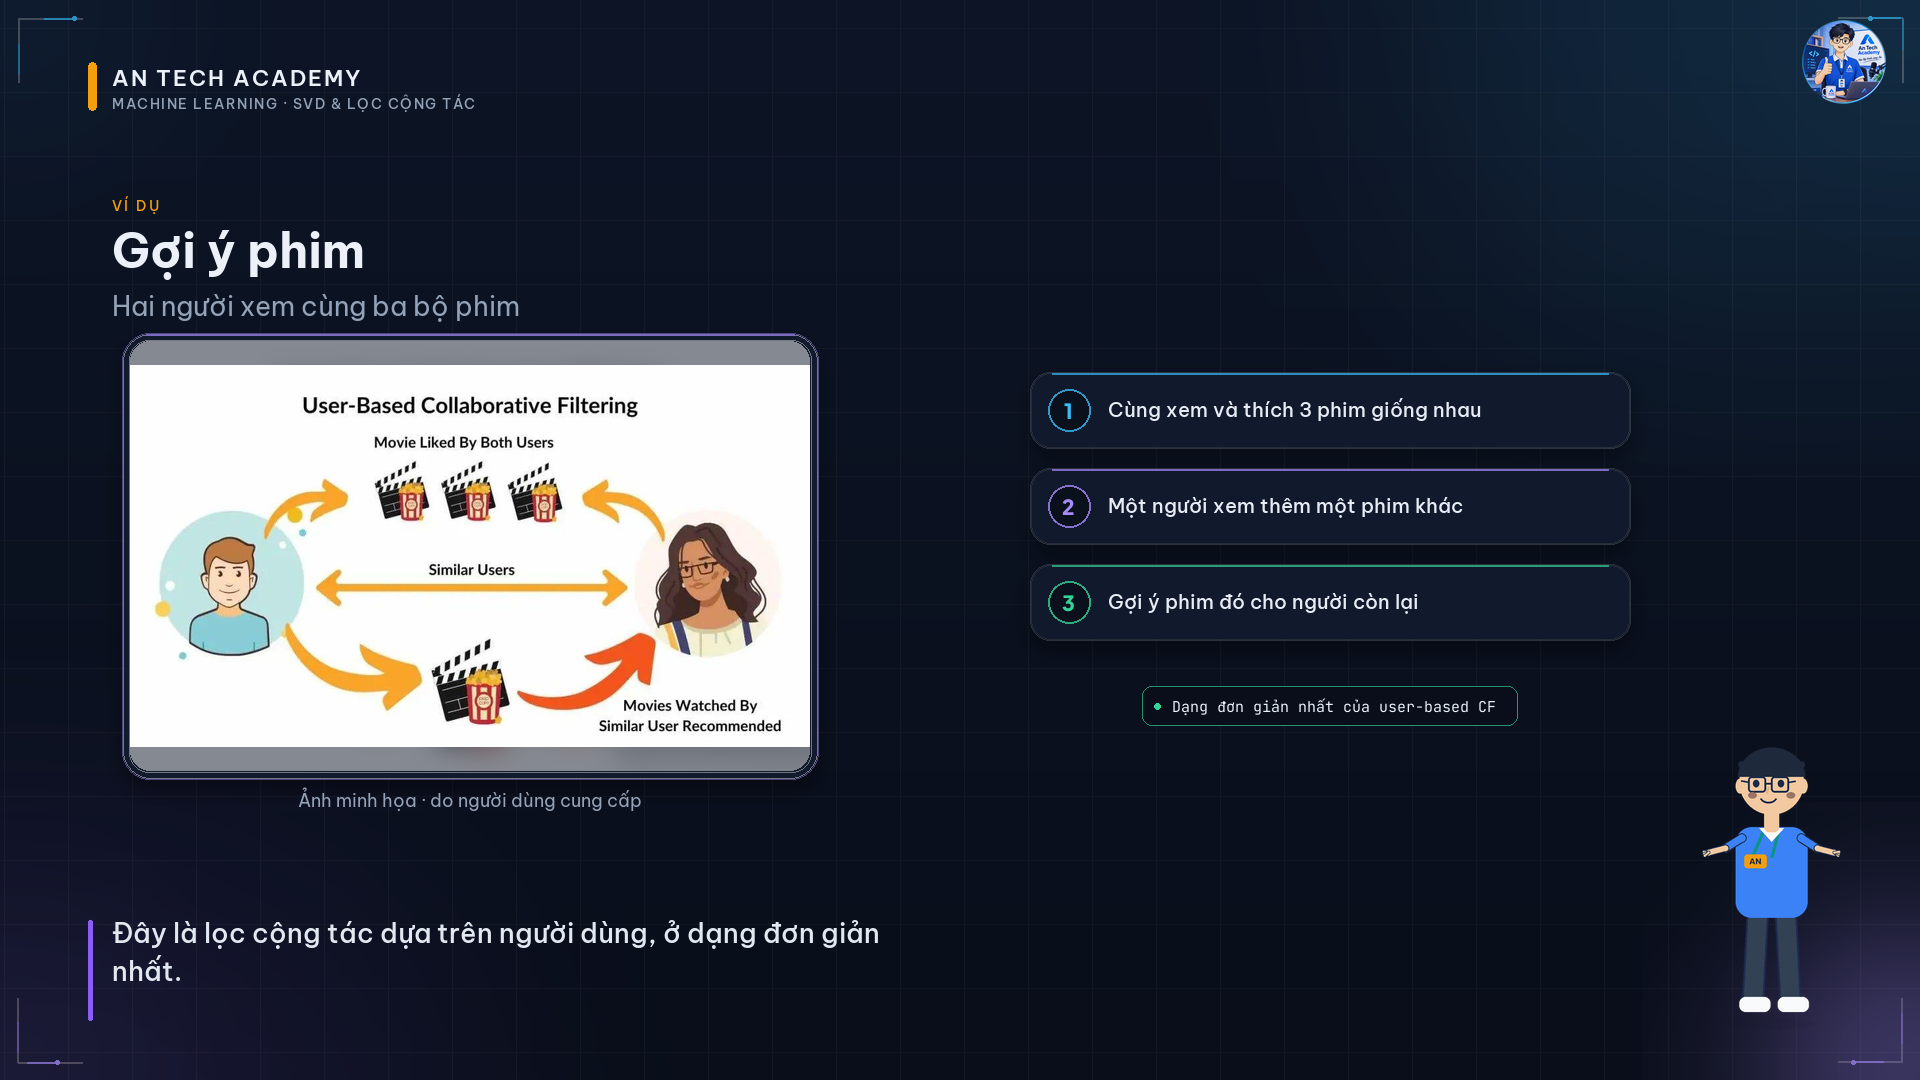 AN TECH ACADEMY
MACHINE LEARNING · SVD & LỌC CỘNG TÁC
An Tech
Academy
VÍ DỤ
Gợi ý phim
Hai người xem cùng ba bộ phim
User-Based Collaborative Filtering
Movie Liked By Both Users
Similar Users
Movies Watched By
Similar User Recommended
Ảnh minh họa · do người dùng cung cấp
1 Cùng xem và thích 3 phim giống nhau
2 Một người xem thêm một phim khác
3 Gợi ý phim đó cho người còn lại
Dạng đơn giản nhất của user-based CF
AN
Đây là lọc cộng tác dựa trên người dùng, ở dạng đơn giản
nhất.